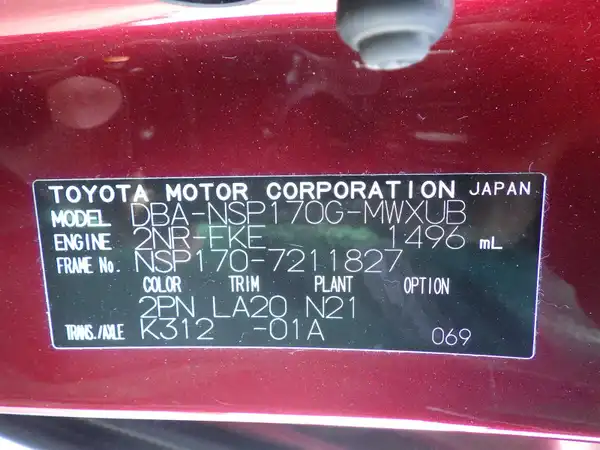 TOYOTA MOTOR CORPORATION JAPAN
MODEL DBA-NSP170G-MWXUB
ENGINE 2NR-FKE 1496 mL
FRAME No. NSP170-7211827
COLOR TRIM PLANT OPTION
2PN LA20 N21
TRANS./AXLE K312 -01A 069